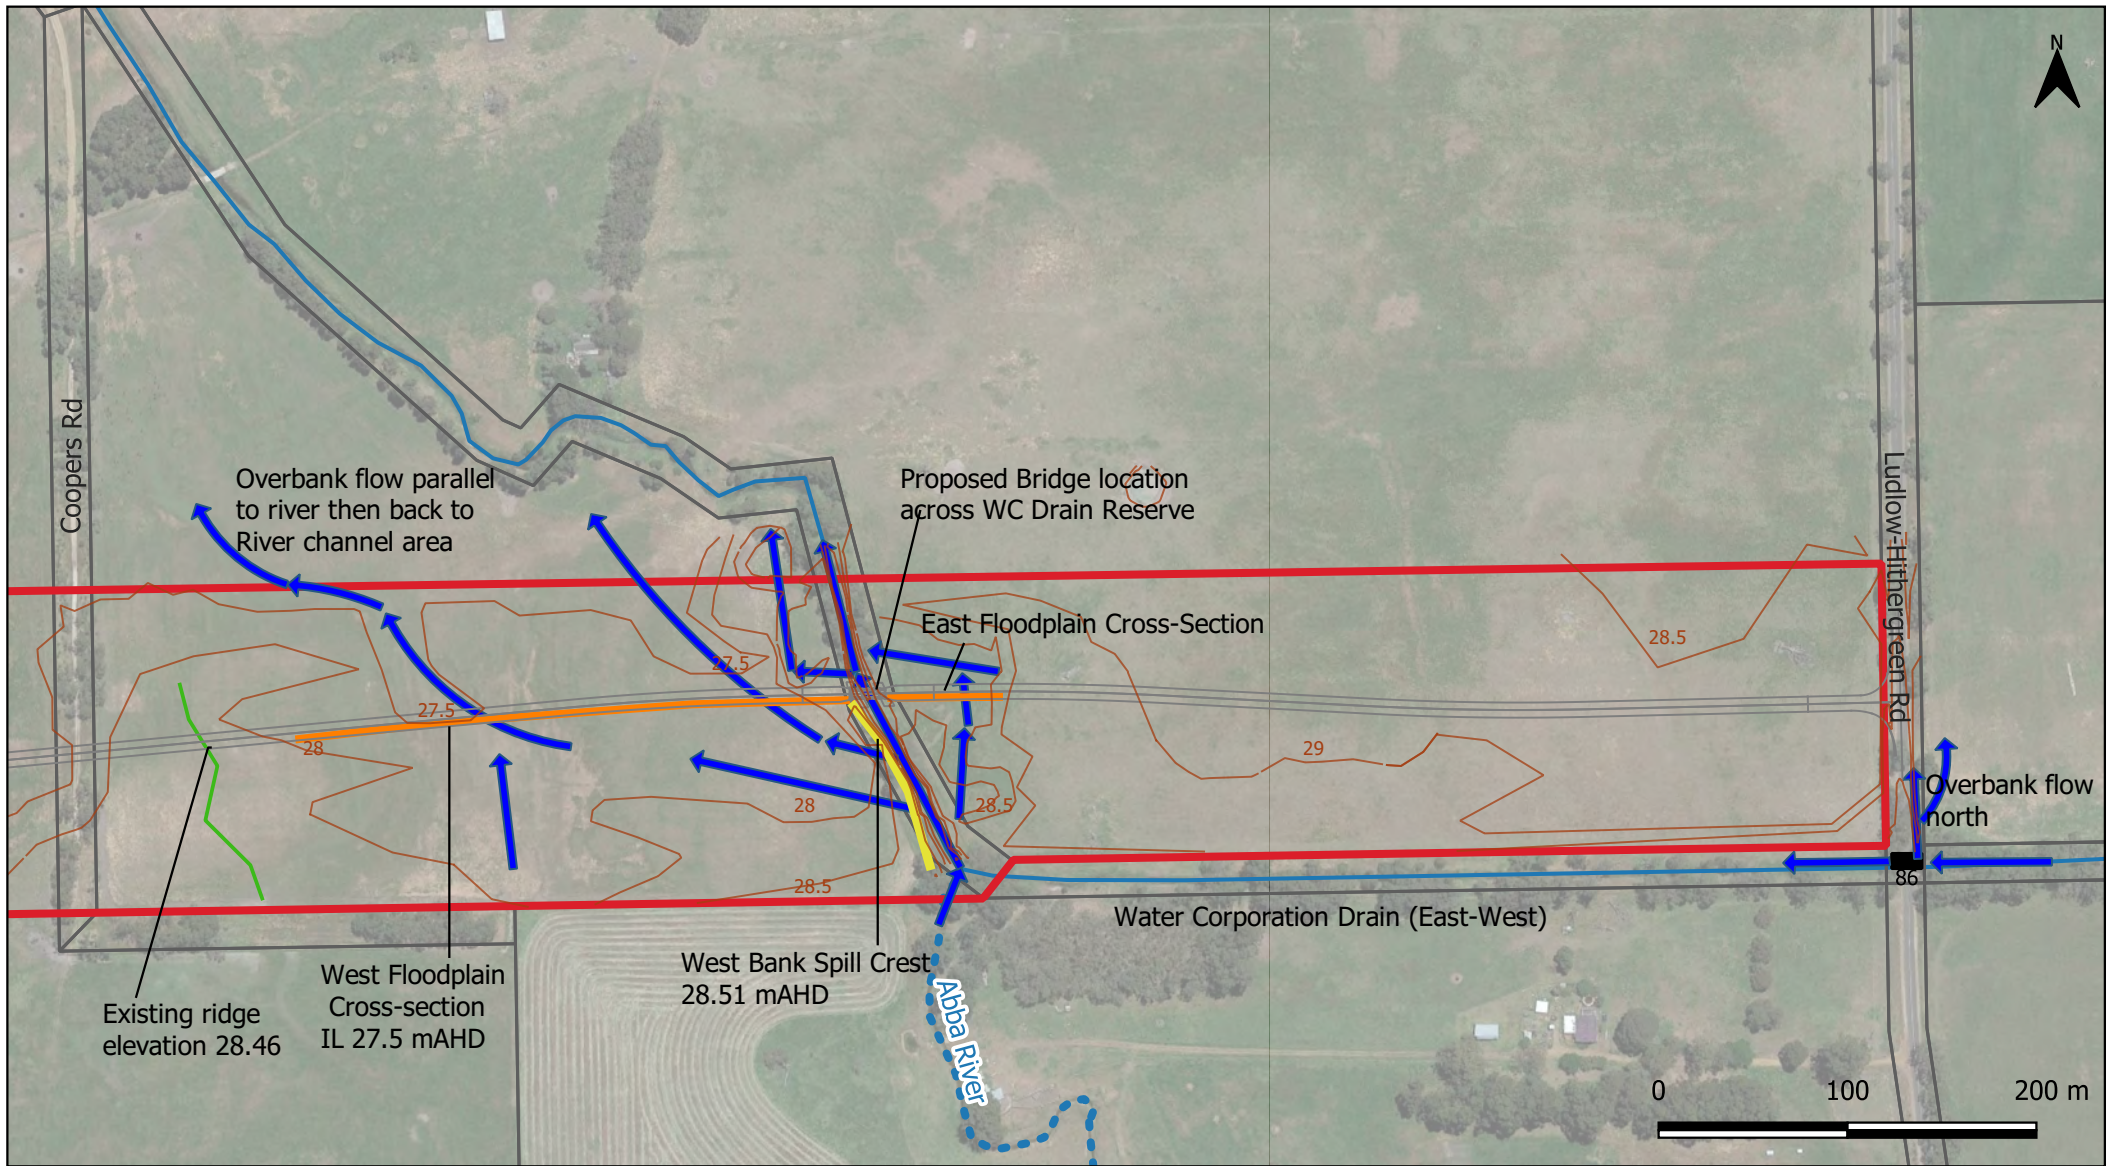 N
Coopers Rd
Overbank flow parallel
to river then back to
River channel area
Proposed Bridge location
across WC Drain Reserve
Ludlow-Hithergreen Rd
East Floodplain Cross-Section
28.5
27.5
27.5
28
29
28
28.5
28.5
Overbank flow
north
86
Water Corporation Drain (East-West)
West Bank Spill Crest
28.51 mAHD
West Floodplain
Cross-section
IL 27.5 mAHD
Existing ridge
elevation 28.46
Abba River
0 100 200 m